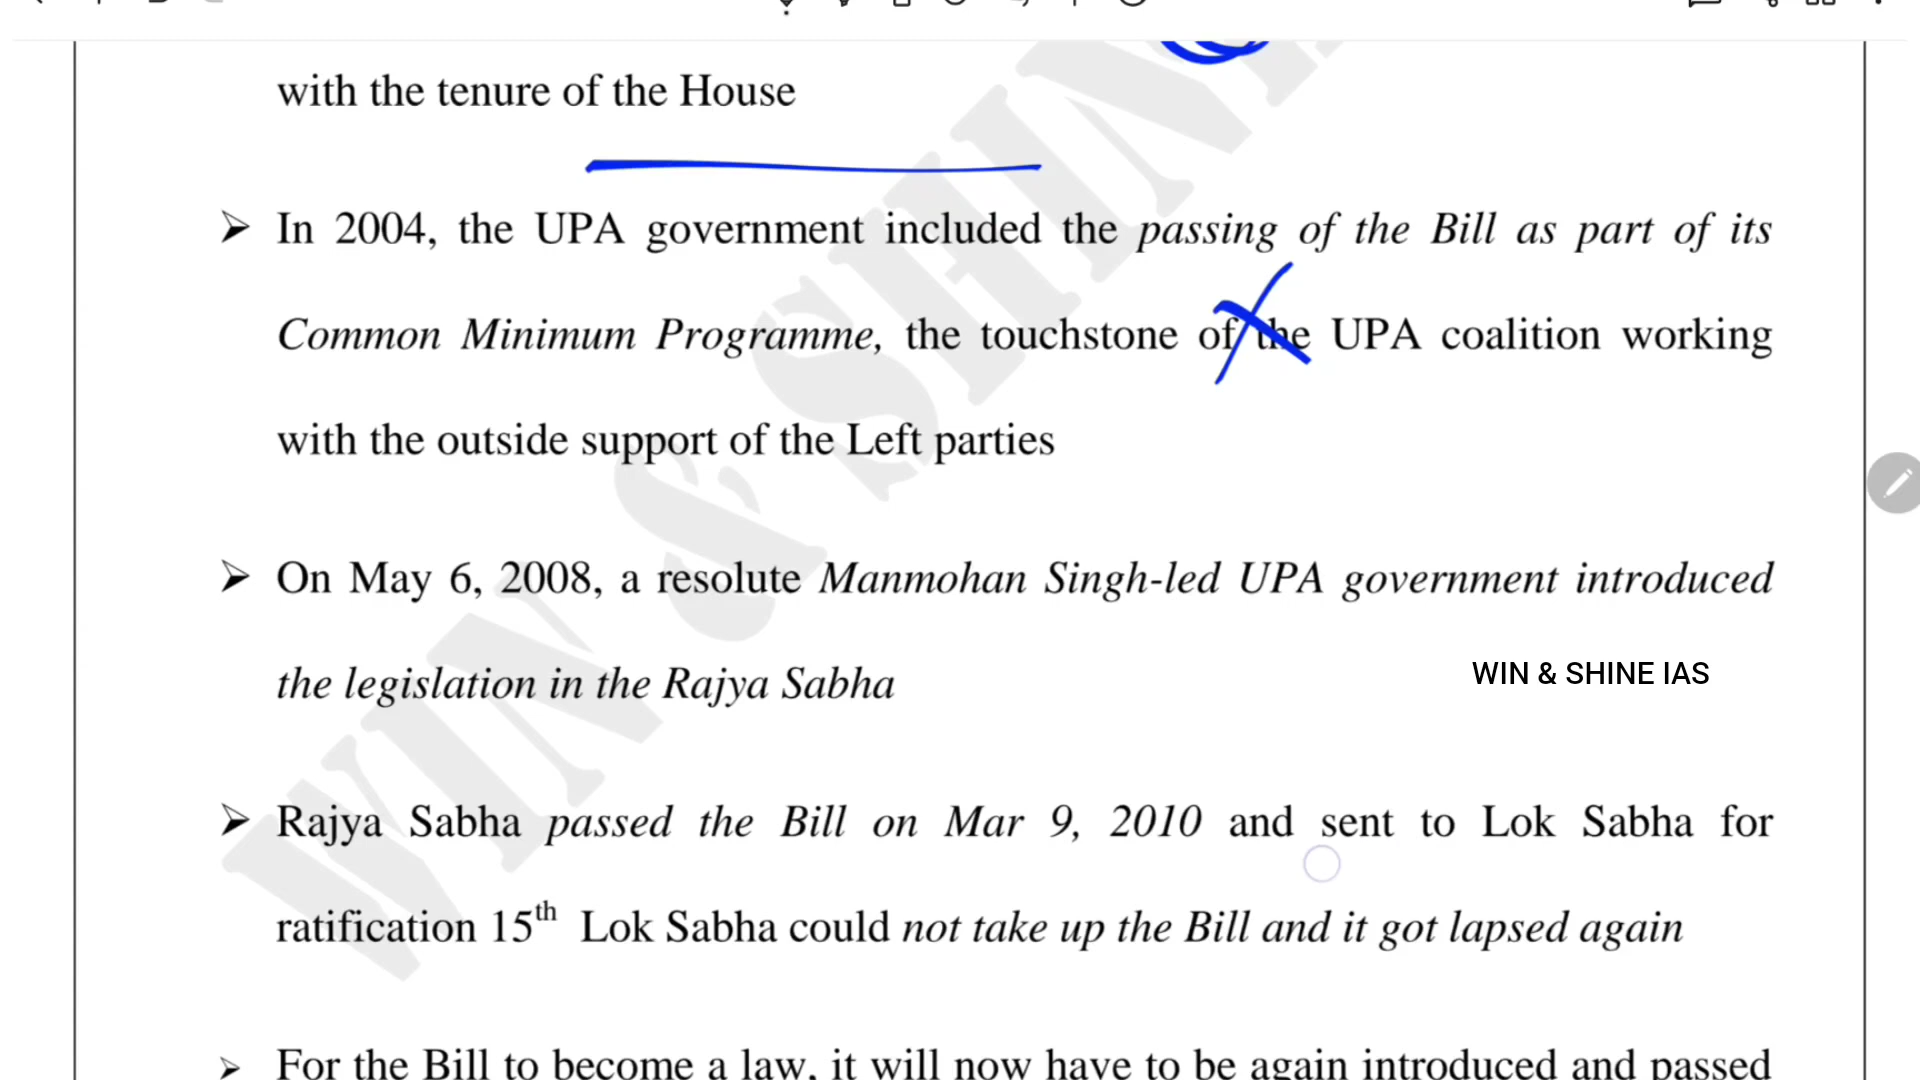 with the tenure of the House
➢ In 2004, the UPA government included the passing of the Bill as part of its
Common Minimum Programme, the touchstone of the UPA coalition working
with the outside support of the Left parties
➢ On May 6, 2008, a resolute Manmohan Singh-led UPA government introduced
the legislation in the Rajya Sabha
WIN & SHINE IAS
➢ Rajya Sabha passed the Bill on Mar 9, 2010 and sent to Lok Sabha for
ratification 15th Lok Sabha could not take up the Bill and it got lapsed again
➢ For the Bill to become a law, it will now have to be again introduced and passed
WIN & SHINE